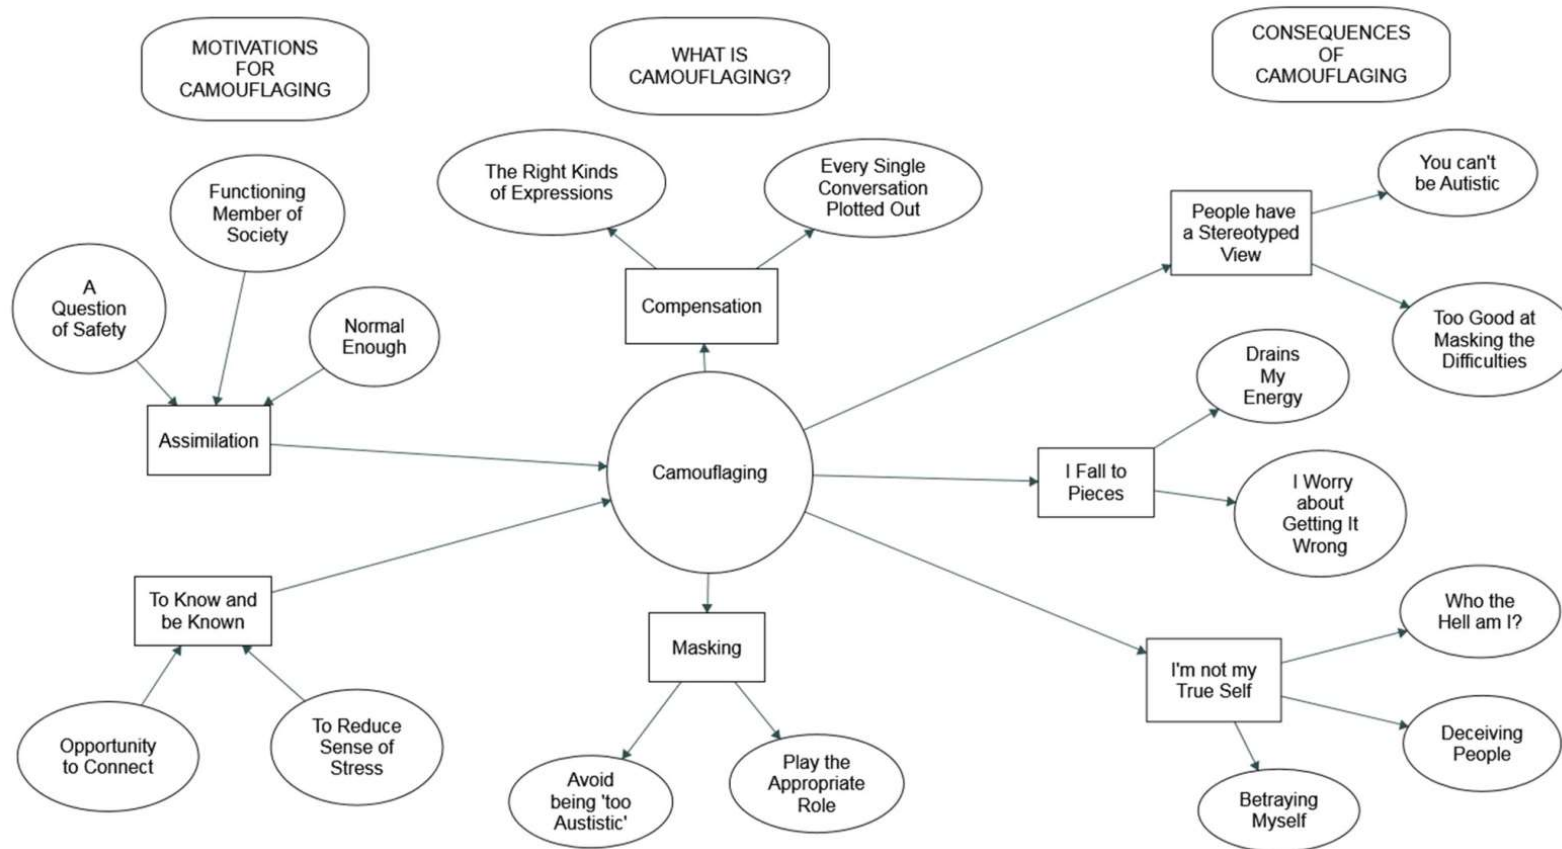 MOTIVATIONS
FOR
CAMOUFLAGING
WHAT IS
CAMOUFLAGING?
CONSEQUENCES
OF
CAMOUFLAGING
Functioning
Member of
Society
A
Question
of Safety
Normal
Enough
Assimilation
To Know and
be Known
Opportunity
to Connect
To Reduce
Sense of
Stress
The Right Kinds
of Expressions
Every Single
Conversation
Plotted Out
Compensation
Camouflaging
Masking
Avoid
being 'too
Austistic'
Play the
Appropriate
Role
People have
a Stereotyped
View
You can't
be Autistic
Too Good at
Masking the
Difficulties
I Fall to
Pieces
Drains
My
Energy
I Worry
about
Getting It
Wrong
I'm not my
True Self
Who the
Hell am I?
Deceiving
People
Betraying
Myself